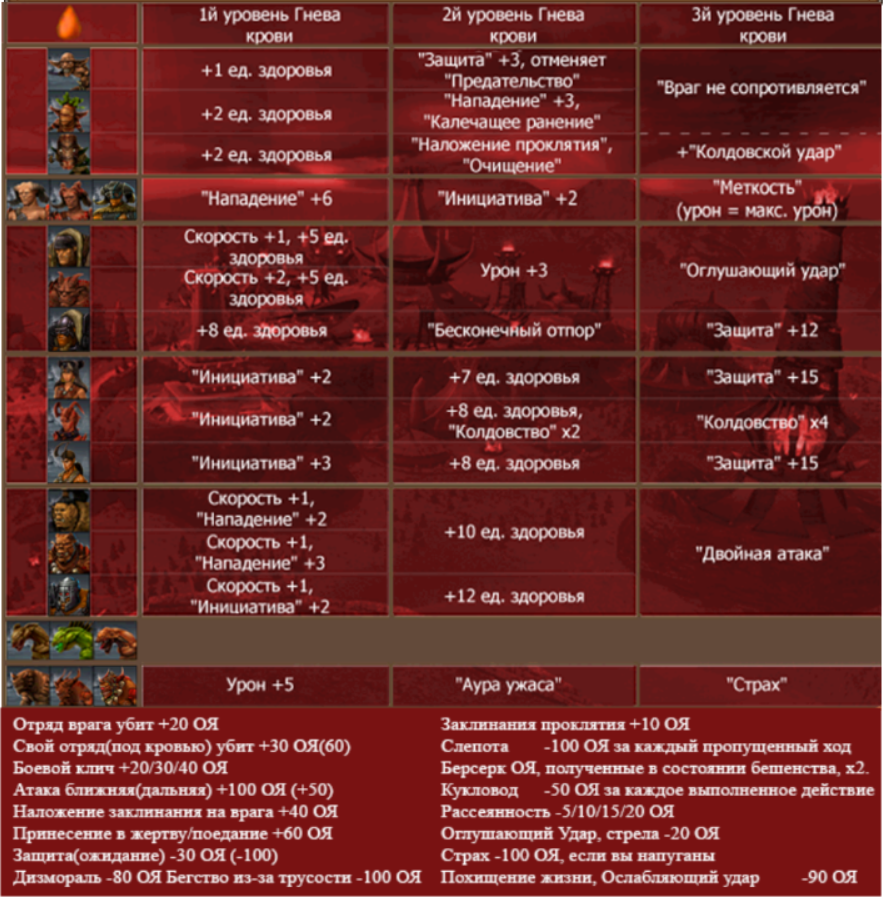 1й уровень Гнева
крови
2й уровень Гнева
крови
3й уровень Гнева
крови
+1 ед. здоровья
"Защита" +3, отменяет
"Предательство"
"Враг не сопротивляется"
+2 ед. здоровья
"Нападение" +3,
"Калечащее ранение"
+2 ед. здоровья
"Наложение проклятия",
"Очищение"
+"Колдовской удар"
"Нападение" +6
"Инициатива" +2
"Меткость"
(урон = макс. урон)
Скорость +1, +5 ед.
здоровья
Скорость +2, +5 ед.
здоровья
Урон +3
"Оглушающий удар"
+8 ед. здоровья
"Бесконечный отпор"
"Защита" +12
"Инициатива" +2
+7 ед. здоровья
"Защита" +15
"Инициатива" +2
+8 ед. здоровья,
"Колдовство" x2
"Колдовство" x4
"Инициатива" +3
+8 ед. здоровья
"Защита" +15
Скорость +1,
"Нападение" +2
Скорость +1,
"Нападение" +3
+10 ед. здоровья
"Двойная атака"
Скорость +1,
"Инициатива" +2
+12 ед. здоровья
Урон +5
"Аура ужаса"
"Страх"
Отряд врага убит +20 ОЯ
Свой отряд(под кровью) убит +30 ОЯ(60)
Боевой клич +20/30/40 ОЯ
Атака ближняя(дальняя) +100 ОЯ (+50)
Наложение заклинания на врага +40 ОЯ
Принесение в жертву/поедание +60 ОЯ
Защита(ожидание) -30 ОЯ (-100)
Дизмораль -80 ОЯ Бегство из-за трусости -100 ОЯ
Заклинания проклятия +10 ОЯ
Слепота -100 ОЯ за каждый пропущенный ход
Берсерк ОЯ, полученные в состоянии бешенства, x2.
Кукловод -50 ОЯ за каждое выполненное действие
Рассеянность -5/10/15/20 ОЯ
Оглушающий Удар, стрела -20 ОЯ
Страх -100 ОЯ, если вы напуганы
Похищение жизни, Ослабляющий удар -90 ОЯ